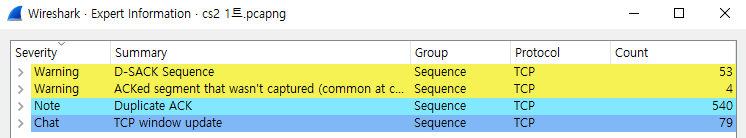 Wireshark · Expert Information · cs2 1트.pcapng
Severity Summary Group Protocol Count
Warning D-SACK Sequence Sequence TCP 53
Warning ACKed segment that wasn't captured (common at c... Sequence TCP 4
Note Duplicate ACK Sequence TCP 540
Chat TCP window update Sequence TCP 79